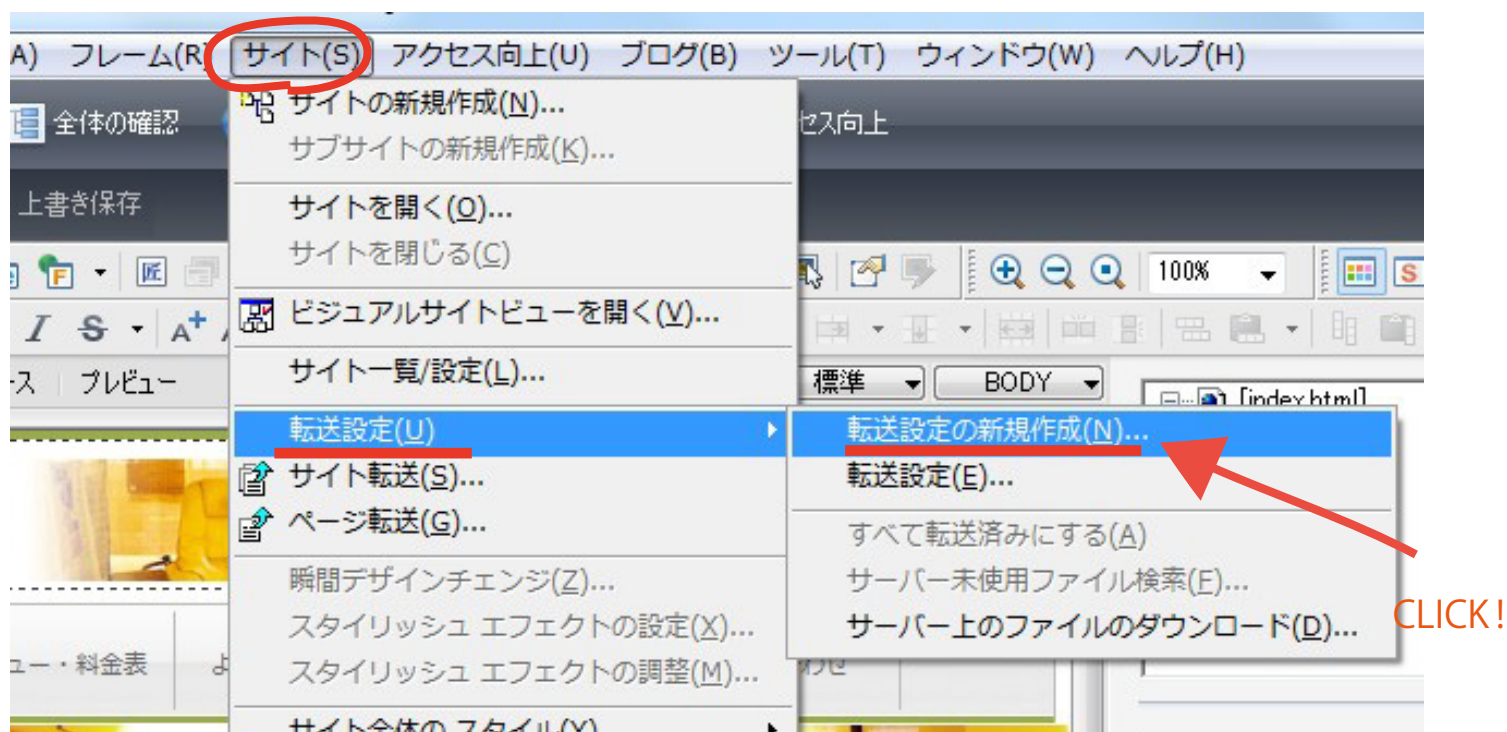 A) フレーム(R) サイト(S) アクセス向上(U) ブログ(B) ツール(T) ウィンドウ(W) ヘルプ(H)
サイトの新規作成(N)...
全体の確認
セス向上
サブサイトの新規作成(K)...
上書き保存
サイトを開く(O)...
サイトを閉じる(C)
100%
ビジュアルサイトビューを開く(V)...
サイト一覧/設定(L)...
ース プレビュー
標準 BODY
[index.html]
転送設定(U)
転送設定の新規作成(N)...
サイト転送(S)...
転送設定(E)...
ページ転送(G)...
すべて転送済みにする(A)
瞬間デザインチェンジ(Z)...
サーバー未使用ファイル検索(F)...
スタイリッシュ エフェクトの設定(X)...
サーバー上のファイルのダウンロード(D)...
CLICK!
ュー・料金表
よ
スタイリッシュ エフェクトの調整(M)...
サイト全体の スタイル(Y)